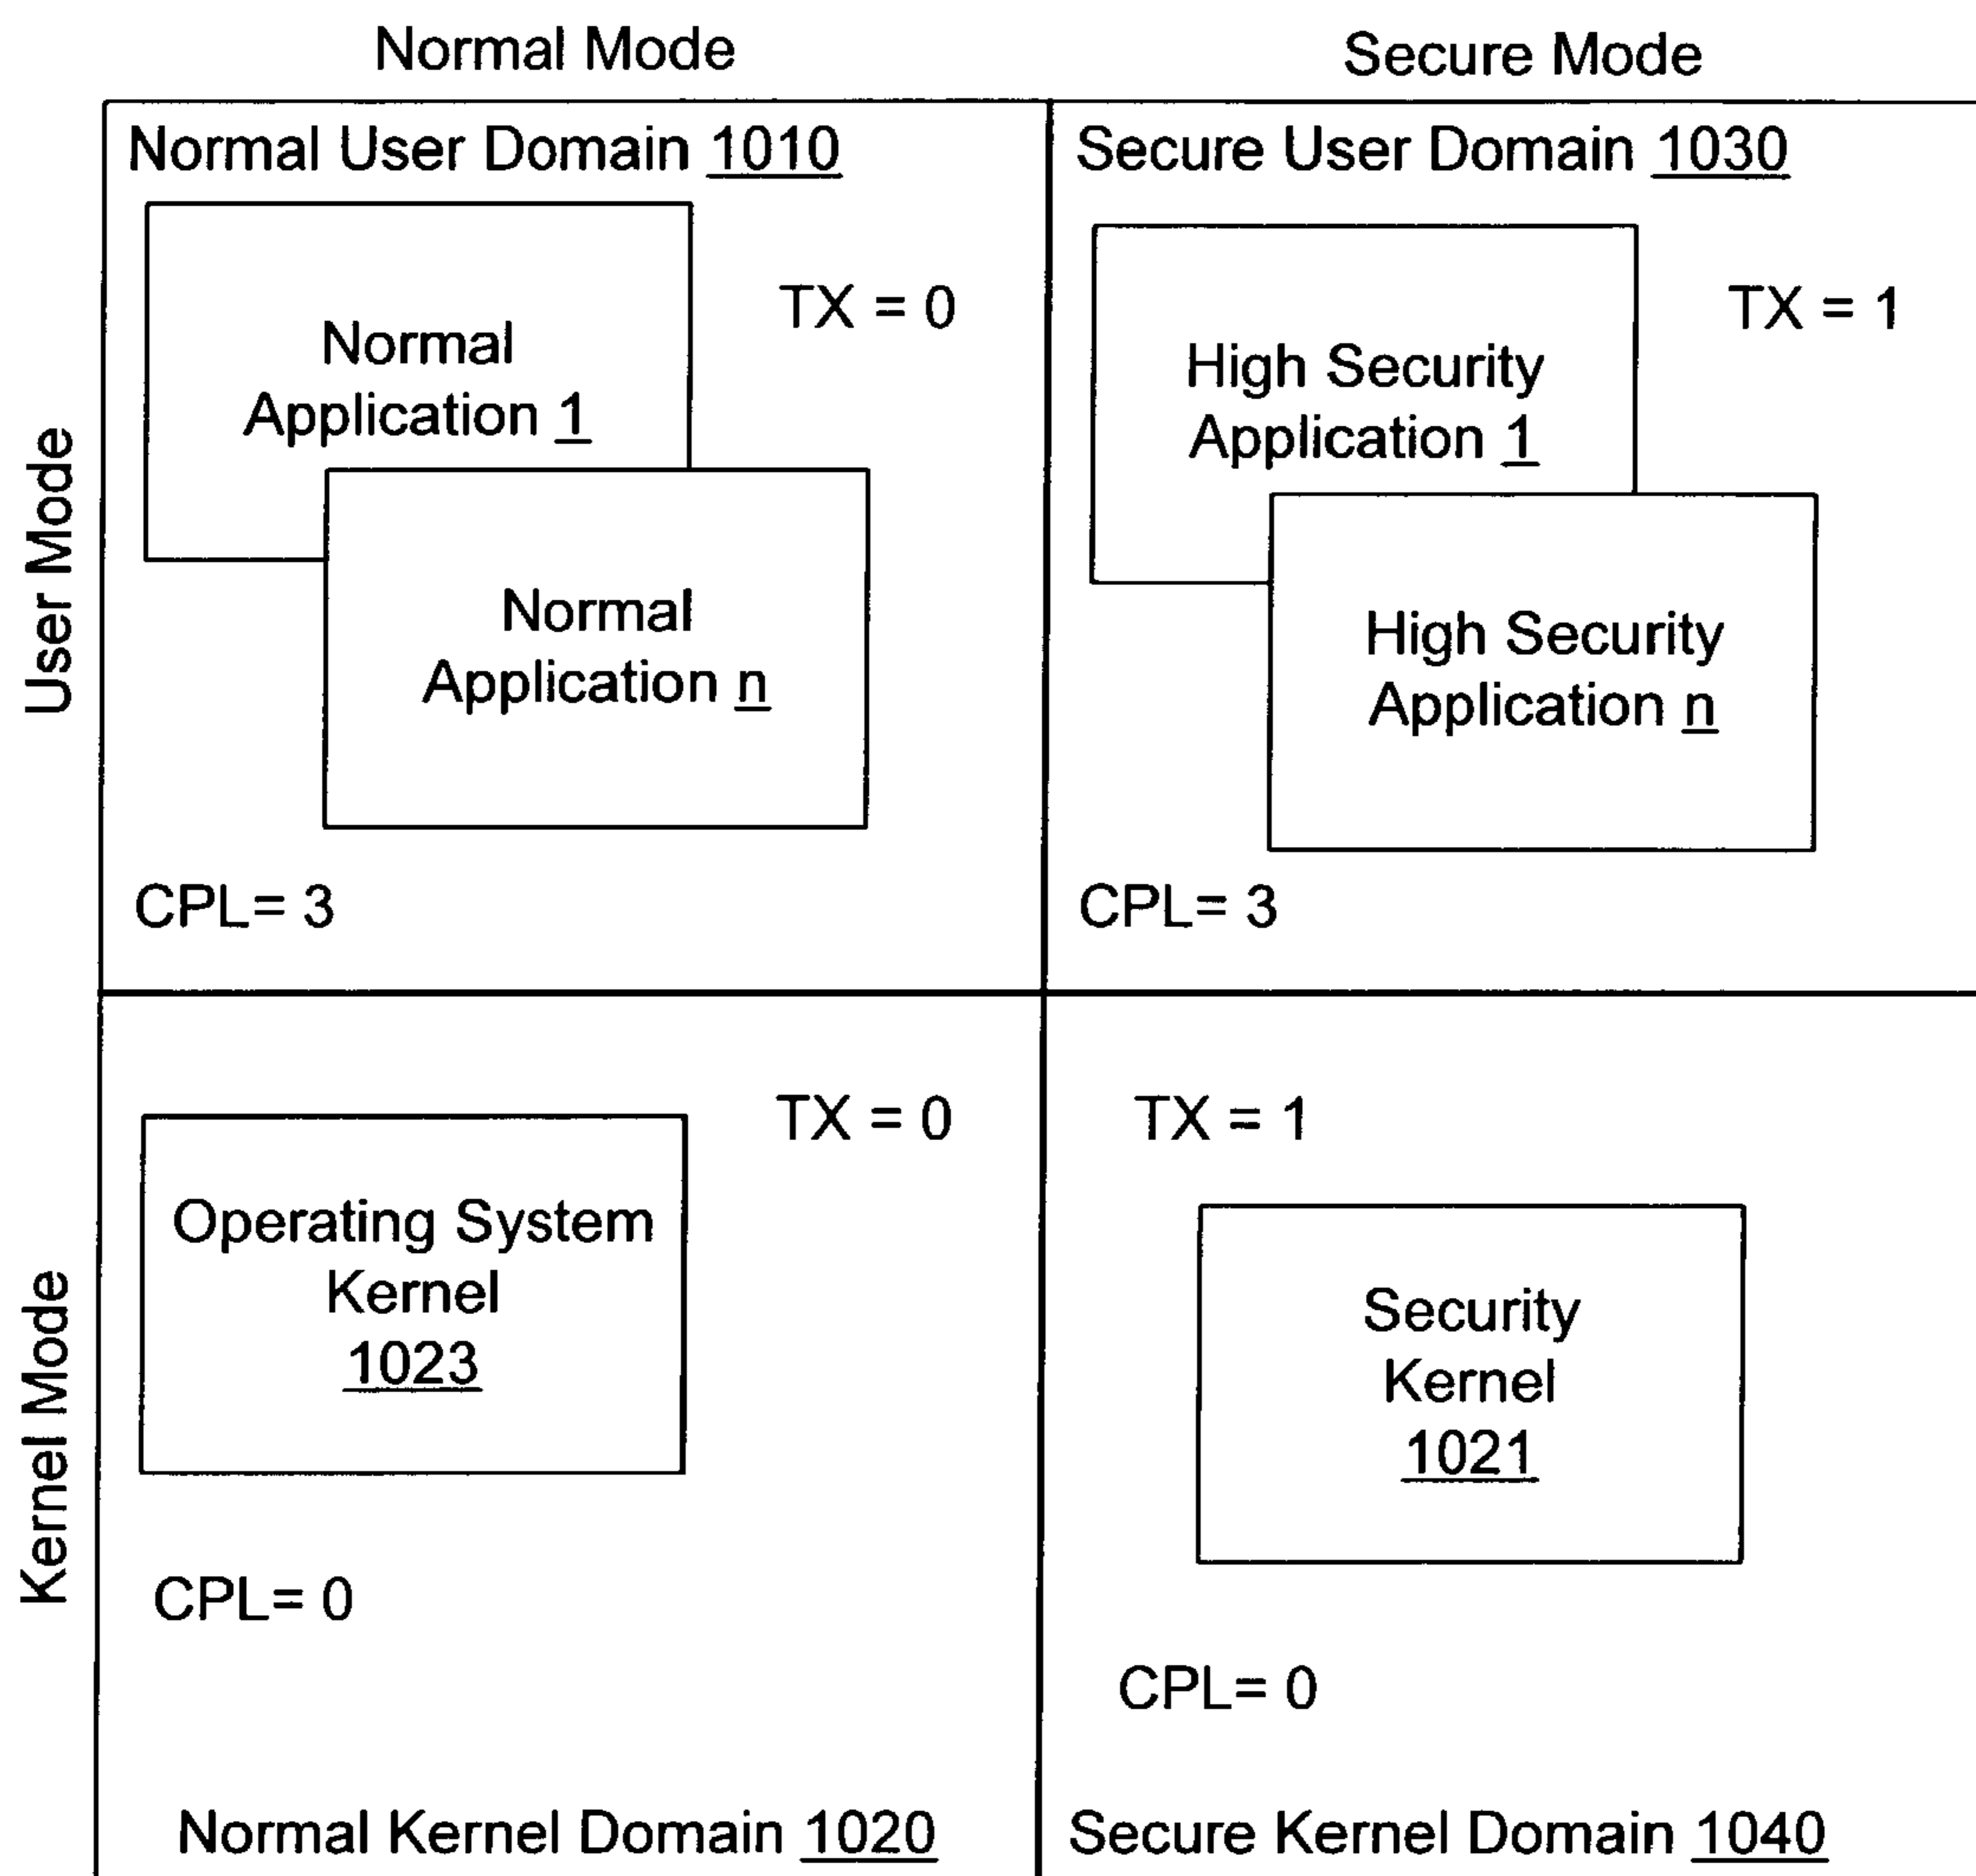 Normal Mode
Secure Mode
User Mode
Normal User Domain 1010
Normal
Application 1
TX = 0
Normal
Application n
CPL= 3
Secure User Domain 1030
High Security
Application 1
TX = 1
High Security
Application n
CPL= 3
Kernel Mode
TX = 0
Operating System
Kernel
1023
CPL= 0
Normal Kernel Domain 1020
TX = 1
Security
Kernel
1021
CPL= 0
Secure Kernel Domain 1040